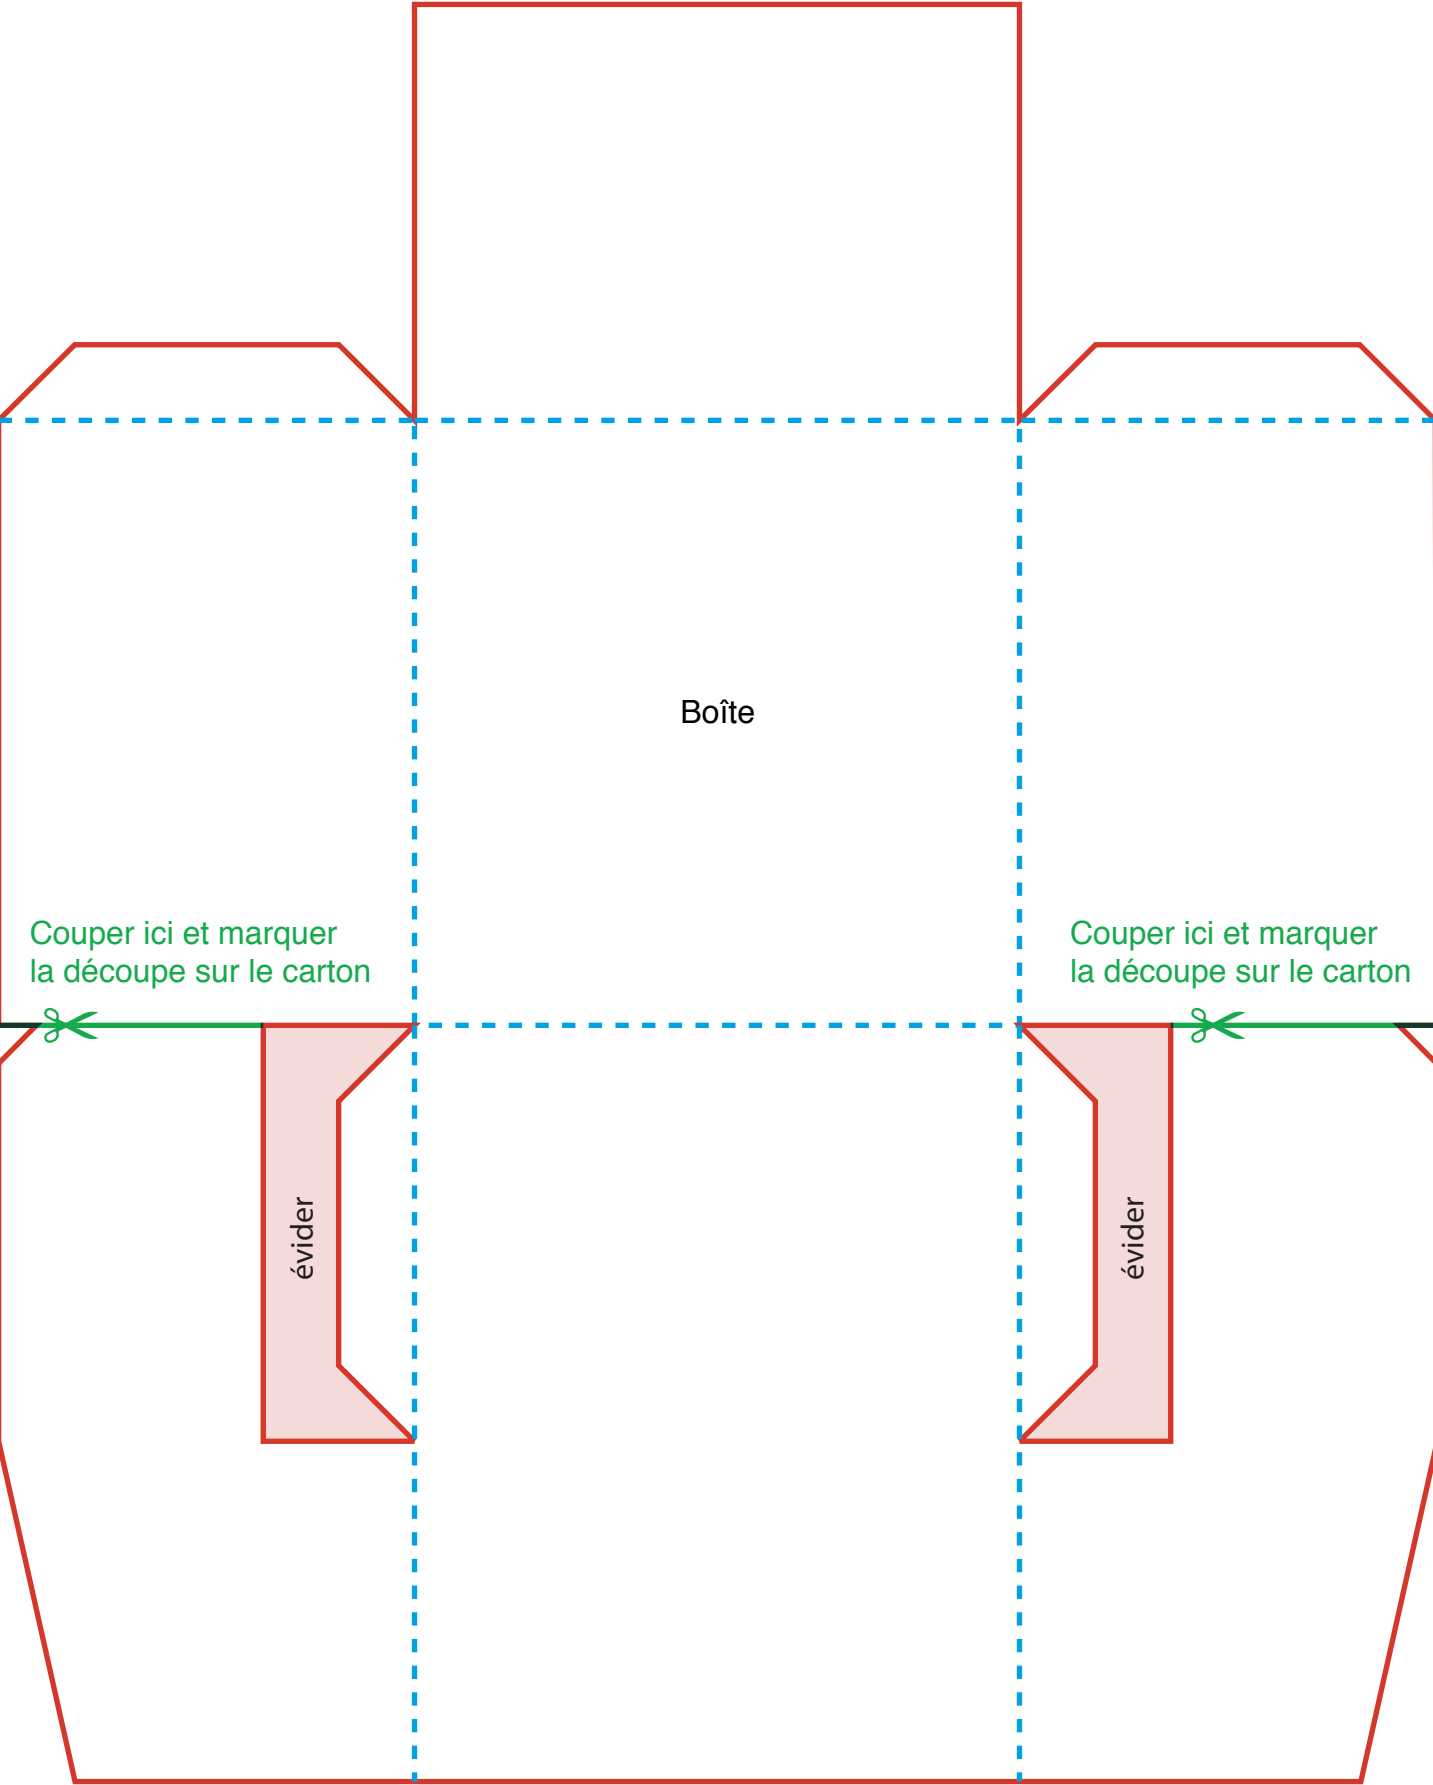 Boîte
Couper ici et marquer
la découpe sur le carton
Couper ici et marquer
la découpe sur le carton
évider
évider